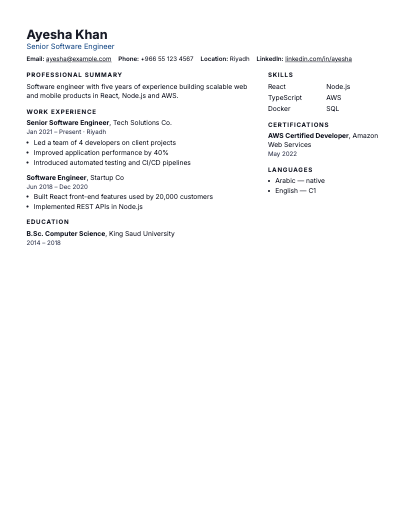 Ayesha Khan
Senior Software Engineer
Email: ayesha@example.com Phone: +966 55 123 4567 Location: Riyadh LinkedIn: linkedin.com/in/ayesha
PROFESSIONAL SUMMARY
Software engineer with five years of experience building scalable web
and mobile products in React, Node.js and AWS.
WORK EXPERIENCE
Senior Software Engineer, Tech Solutions Co.
Jan 2021 – Present · Riyadh
• Led a team of 4 developers on client projects
• Improved application performance by 40%
• Introduced automated testing and CI/CD pipelines
Software Engineer, Startup Co
Jun 2018 – Dec 2020
• Built React front-end features used by 20,000 customers
• Implemented REST APIs in Node.js
EDUCATION
B.Sc. Computer Science, King Saud University
2014 – 2018
SKILLS
React Node.js
TypeScript AWS
Docker SQL
CERTIFICATIONS
AWS Certified Developer, Amazon
Web Services
May 2022
LANGUAGES
• Arabic — native
• English — C1